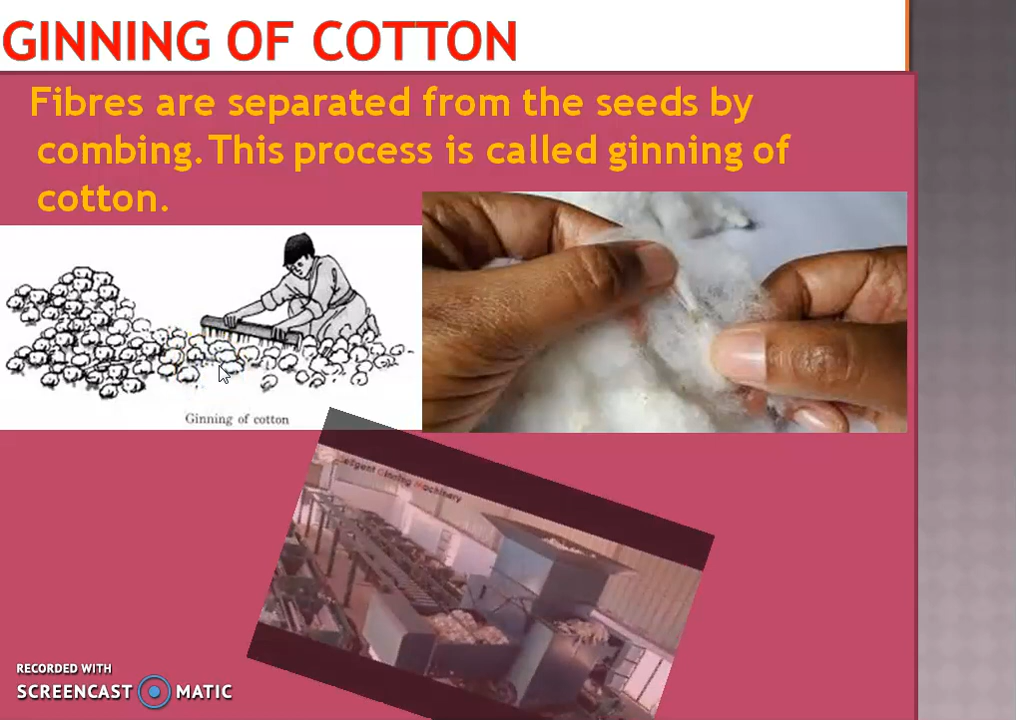 GINNING OF COTTON
Fibres are separated from the seeds by
combing. This process is called ginning of
cotton.
Ginning of cotton
Ginning Machinery
RECORDED WITH
SCREENCAST MATIC